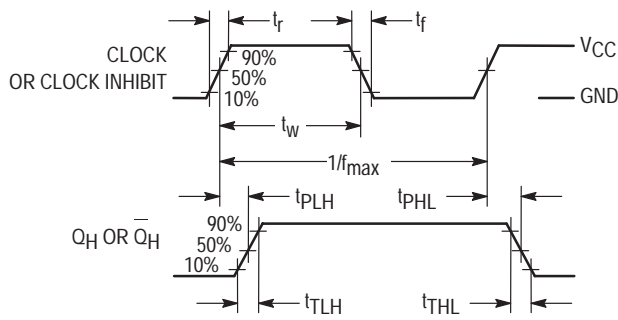 tr
tf
CLOCK
OR CLOCK INHIBIT
90%
50%
10%
VCC
GND
tw
1/fmax
tPLH
tPHL
QH OR Q̅H
90%
50%
10%
tTLH
tTHL